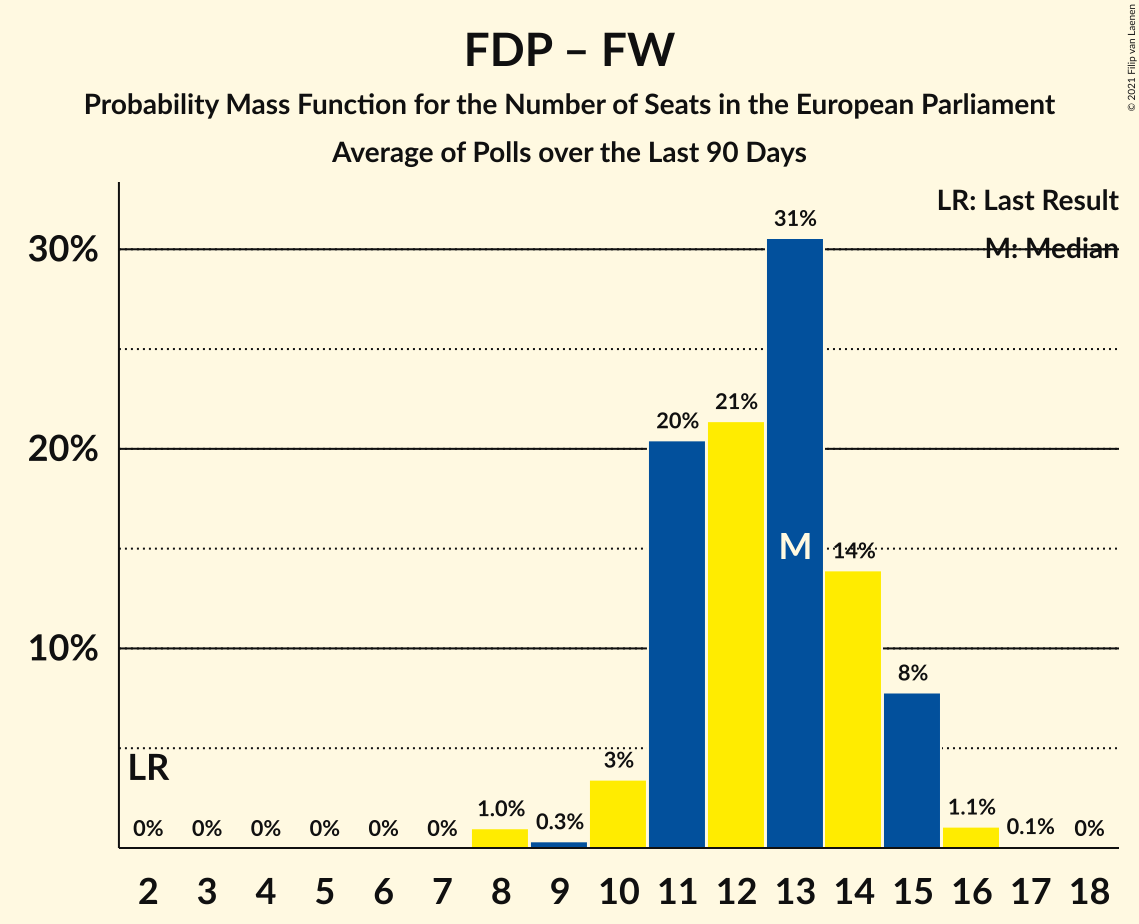 FDP – FW
Probability Mass Function for the Number of Seats in the European Parliament
Average of Polls over the Last 90 Days
© 2021 Filip van Laenen
LR: Last Result
M: Median
30%
20%
10%
31%
21%
20%
M
14%
8%
LR
3%
1.0%
0.3%
1.1%
0.1%
0%
0%
0%
0%
0%
0%
0%
2 3 4 5 6 7 8 9 10 11 12 13 14 15 16 17 18